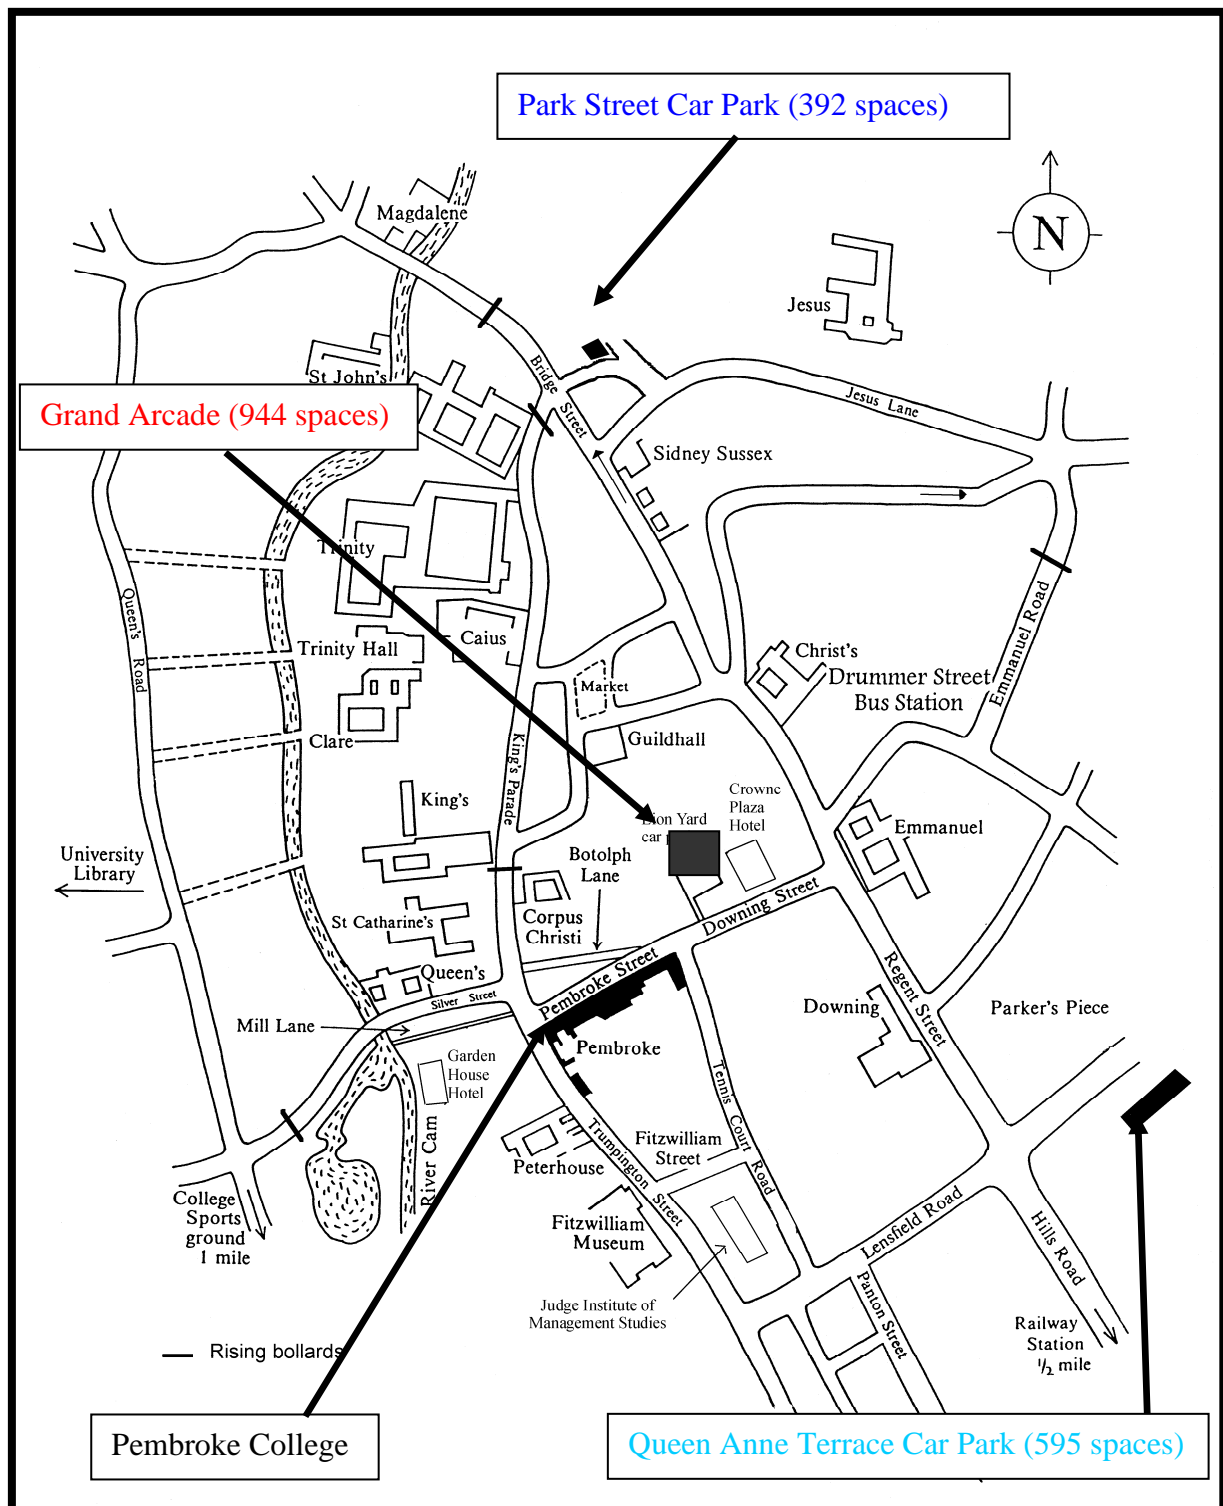 Park Street Car Park (392 spaces)
Magdalene
N
Jesus
St John's
Bridge Street
Jesus Lane
Grand Arcade (944 spaces)
Sidney Sussex
Trinity
Queen's Road
Emmanuel Road
Caius
Trinity Hall
Christ's
Market
Drummer Street
Bus Station
Clare
King's Parade
Guildhall
King's
Crowne
Plaza
Hotel
Lion Yard
car
Emmanuel
University
Library
Botolph
Lane
Downing Street
St Catharine's
Corpus
Christi
Pembroke Street
Queen's
Silver Street
Regent Street
Downing
Parker's Piece
Mill Lane
Pembroke
Garden
House
Hotel
Tennis Court Road
River Cam
Trumpington Street
Fitzwilliam
Street
Peterhouse
College
Sports
ground
1 mile
Fitzwilliam
Museum
Lensfield Road
Hills Road
Panton Street
Judge Institute of
Management Studies
Railway
Station
1/2 mile
Rising bollards
Pembroke College
Queen Anne Terrace Car Park (595 spaces)